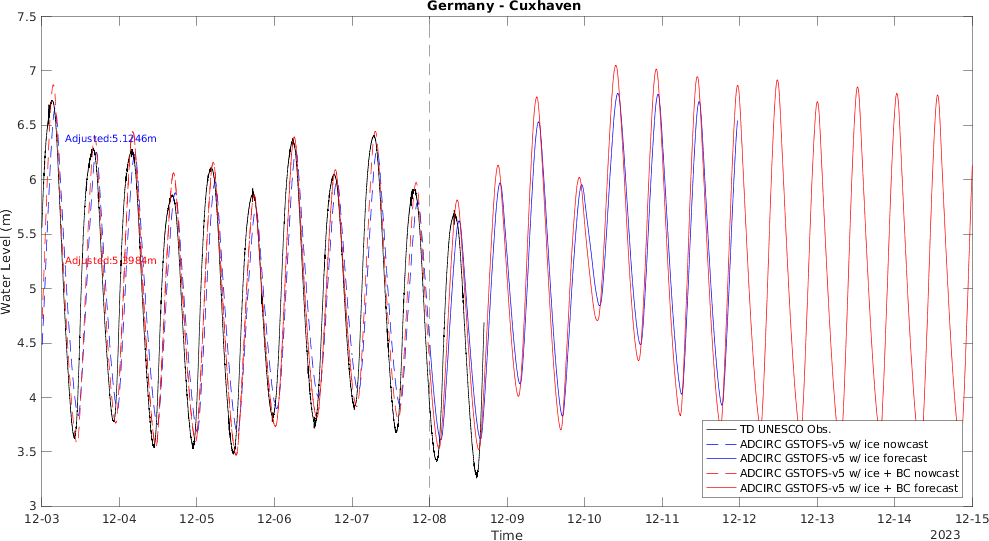 Germany - Cuxhaven
7.5
7
6.5
6
5.5
5
4.5
4
3.5
3
Water Level (m)
Adjusted:5.1246m
TD UNESCO Obs.
ADCIRC GSTOFS-v5 w/ ice nowcast
ADCIRC GSTOFS-v5 w/ ice forecast
ADCIRC GSTOFS-v5 w/ ice + BC nowcast
ADCIRC GSTOFS-v5 w/ ice + BC forecast
12-03 12-04 12-05 12-06 12-07 12-08 12-09 12-10 12-11 12-12 12-13 12-14 12-15
Time
2023